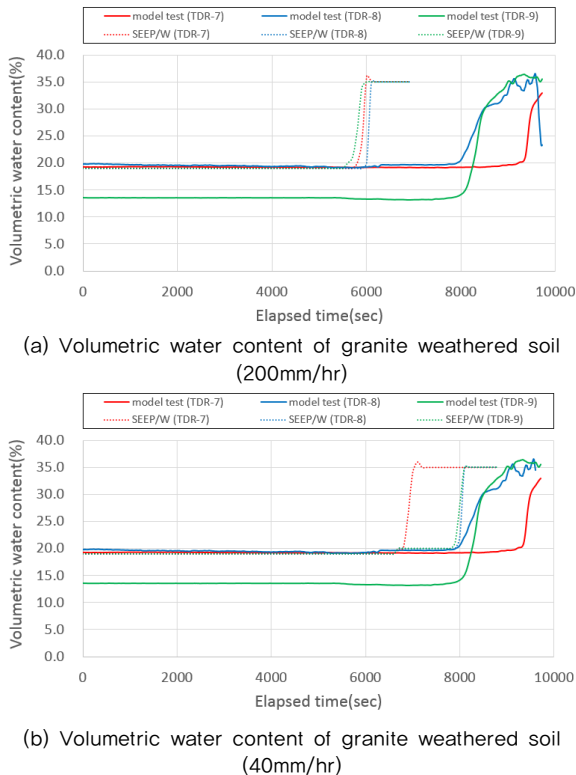 model test (TDR-7) model test (TDR-8) model test (TDR-9)
SEEP/W (TDR-7) SEEP/W (TDR-8) SEEP/W (TDR-9)
Volumetric water content(%)
40.0
35.0
30.0
25.0
20.0
15.0
10.0
5.0
0.0
0 2000 4000 6000 8000 10000
Elapsed time(sec)
(a) Volumetric water content of granite weathered soil
(200mm/hr)
model test (TDR-7) model test (TDR-8) model test (TDR-9)
SEEP/W (TDR-7) SEEP/W (TDR-8) SEEP/W (TDR-9)
Volumetric water content(%)
40.0
35.0
30.0
25.0
20.0
15.0
10.0
5.0
0.0
0 2000 4000 6000 8000 10000
Elapsed time(sec)
(b) Volumetric water content of granite weathered soil
(40mm/hr)